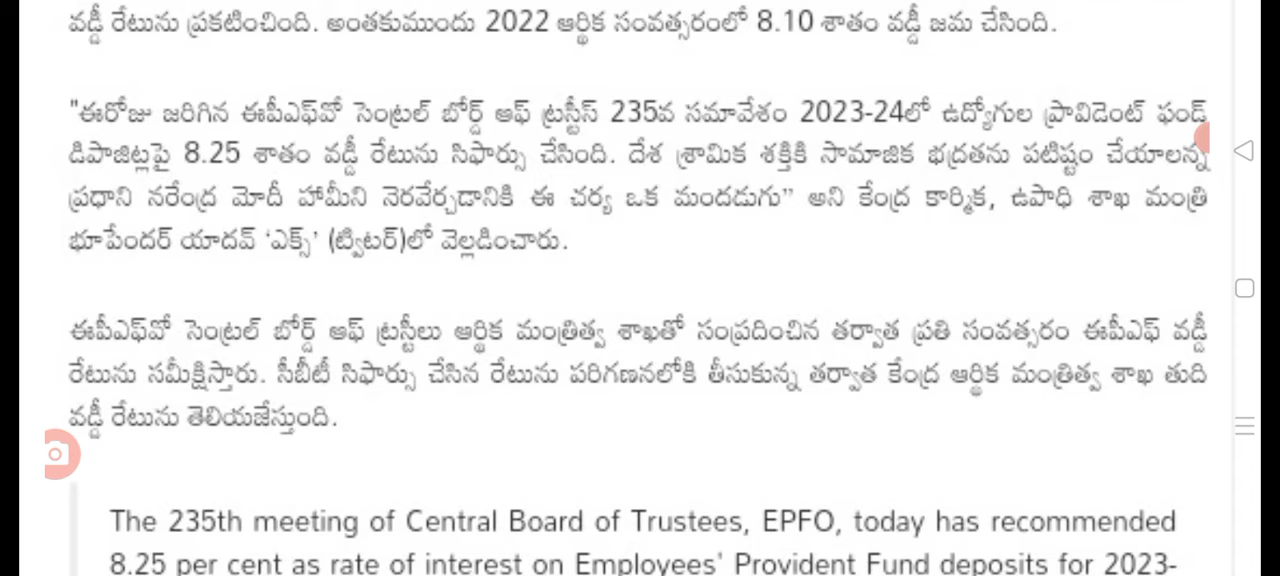 వడ్డీ రేటును ప్రకటించింది. అంతకుముందు 2022 ఆర్థిక సంవత్సరంలో 8.10 శాతం వడ్డీ జమ చేసింది.
"ఈరోజు జరిగిన ఈపీఎఫ్‌వో సెంట్రల్ బోర్డ్ ఆఫ్ ట్రస్టీస్ 235వ సమావేశం 2023-24లో ఉద్యోగుల ప్రావిడెంట్ ఫండ్
డిపాజిట్లపై 8.25 శాతం వడ్డీ రేటును సిఫార్సు చేసింది. దేశ శ్రామిక శక్తికి సామాజిక భద్రతను పటిష్టం చేయాలన్న
ప్రధాని నరేంద్ర మోదీ హామీని నెరవేర్చడానికి ఈ చర్య ఒక మందడుగు” అని కేంద్ర కార్మిక, ఉపాధి శాఖ మంత్రి
భూపేందర్ యాదవ్ ‘ఎక్స్’ (ట్విటర్)లో వెల్లడించారు.
ఈపీఎఫ్‌వో సెంట్రల్ బోర్డ్ ఆఫ్ ట్రస్టీలు ఆర్థిక మంత్రిత్వ శాఖతో సంప్రదించిన తర్వాత ప్రతి సంవత్సరం ఈపీఎఫ్ వడ్డీ
రేటును సమీక్షిస్తారు. సీబీటీ సిఫార్సు చేసిన రేటును పరిగణనలోకి తీసుకున్న తర్వాత కేంద్ర ఆర్థిక మంత్రిత్వ శాఖ తుది
వడ్డీ రేటును తెలియజేస్తుంది.
The 235th meeting of Central Board of Trustees, EPFO, today has recommended
8.25 per cent as rate of interest on Employees' Provident Fund deposits for 2023-